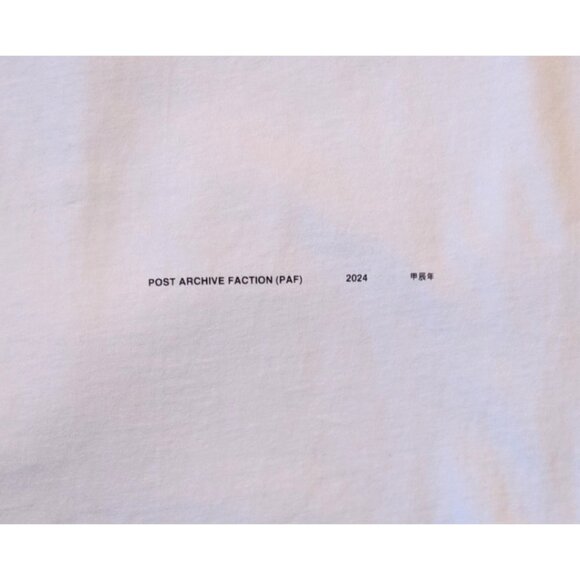 POST ARCHIVE FACTION (PAF) 2024 甲辰年